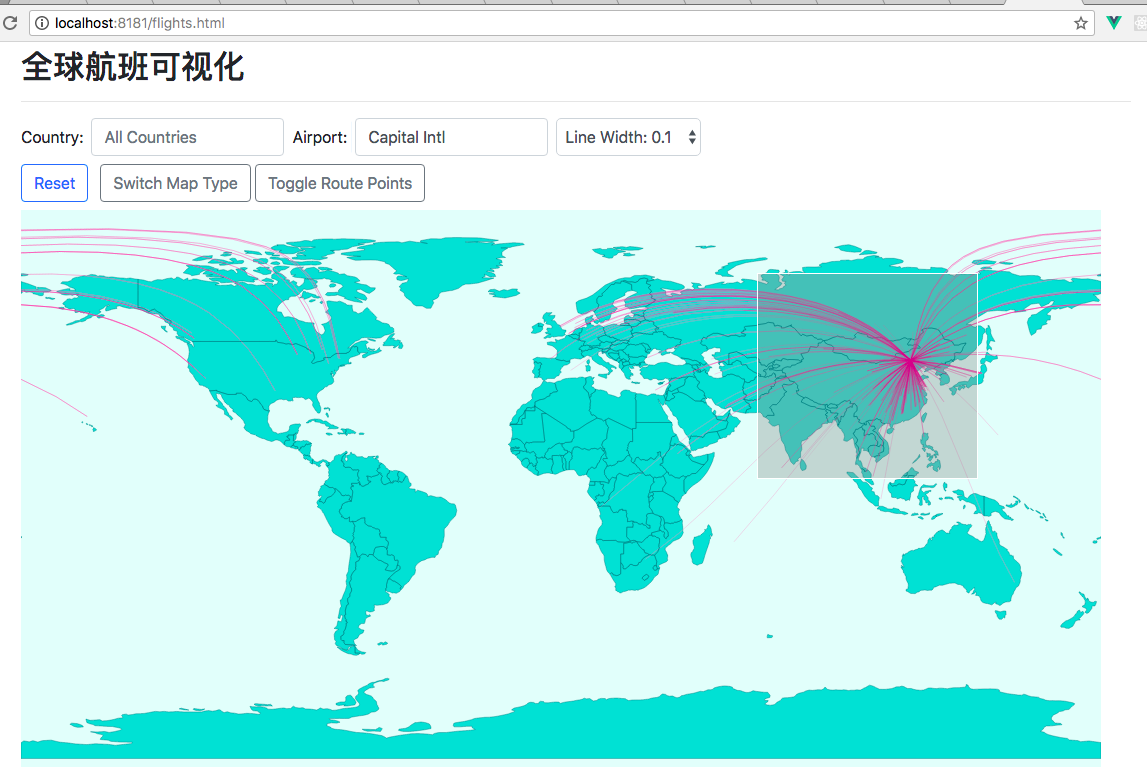 localhost:8181/flights.html
全球航班可视化
Country: All Countries Airport: Capital Intl Line Width: 0.1
Reset Switch Map Type Toggle Route Points